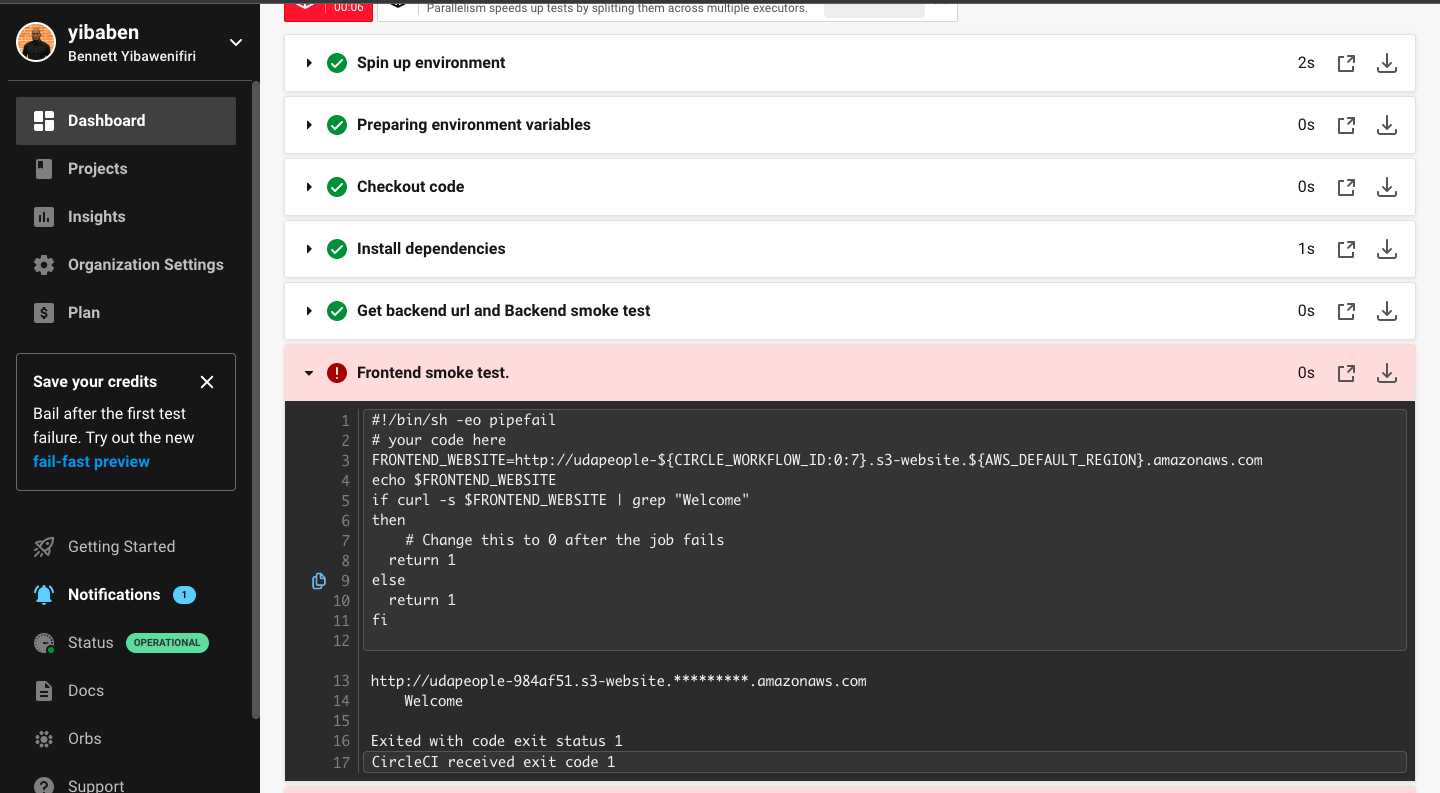 yibaben
Bennett Yibawenifiri
Dashboard
Projects
Insights
Organization Settings
Plan
Save your credits
Bail after the first test
failure. Try out the new
fail-fast preview
Getting Started
Notifications 1
Status OPERATIONAL
Docs
Orbs
Support
00:06
Parallelism speeds up tests by splitting them across multiple executors.
Spin up environment 2s
Preparing environment variables 0s
Checkout code 0s
Install dependencies 1s
Get backend url and Backend smoke test 0s
Frontend smoke test. 0s
1 #!/bin/sh -eo pipefail
2 # your code here
3 FRONTEND_WEBSITE=http://udapeople-${CIRCLE_WORKFLOW_ID:0:7}.s3-website.${AWS_DEFAULT_REGION}.amazonaws.com
4 echo $FRONTEND_WEBSITE
5 if curl -s $FRONTEND_WEBSITE | grep "Welcome"
6 then
7 # Change this to 0 after the job fails
8 return 1
9 else
10 return 1
11 fi
12
13 http://udapeople-984af51.s3-website.*********.amazonaws.com
14 Welcome
15
16 Exited with code exit status 1
17 CircleCI received exit code 1